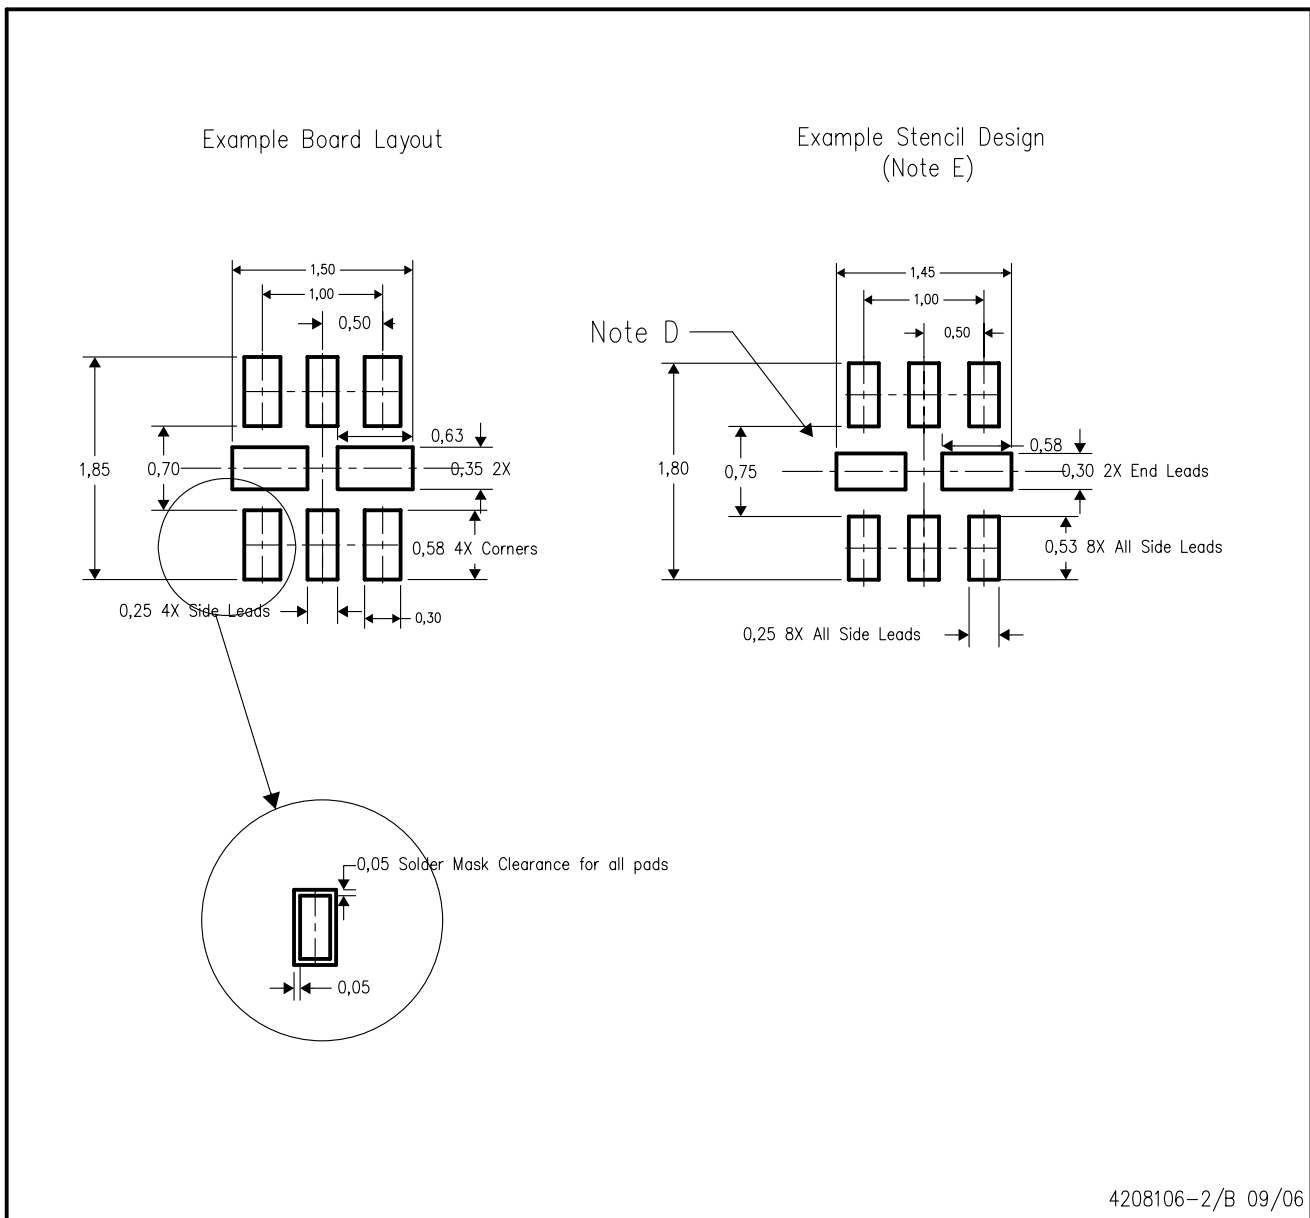 Example Board Layout
Example Stencil Design
(Note E)
1,50
1,00
0,50
1,85
0,70
0,63
0,35 2X
0,58 4X Corners
0,25 4X Side Leads
0,30
Note D
1,45
1,00
0,50
1,80
0,75
0,58
0,30 2X End Leads
0,53 8X All Side Leads
0,25 8X All Side Leads
0,05 Solder Mask Clearance for all pads
0,05
4208106-2/B 09/06